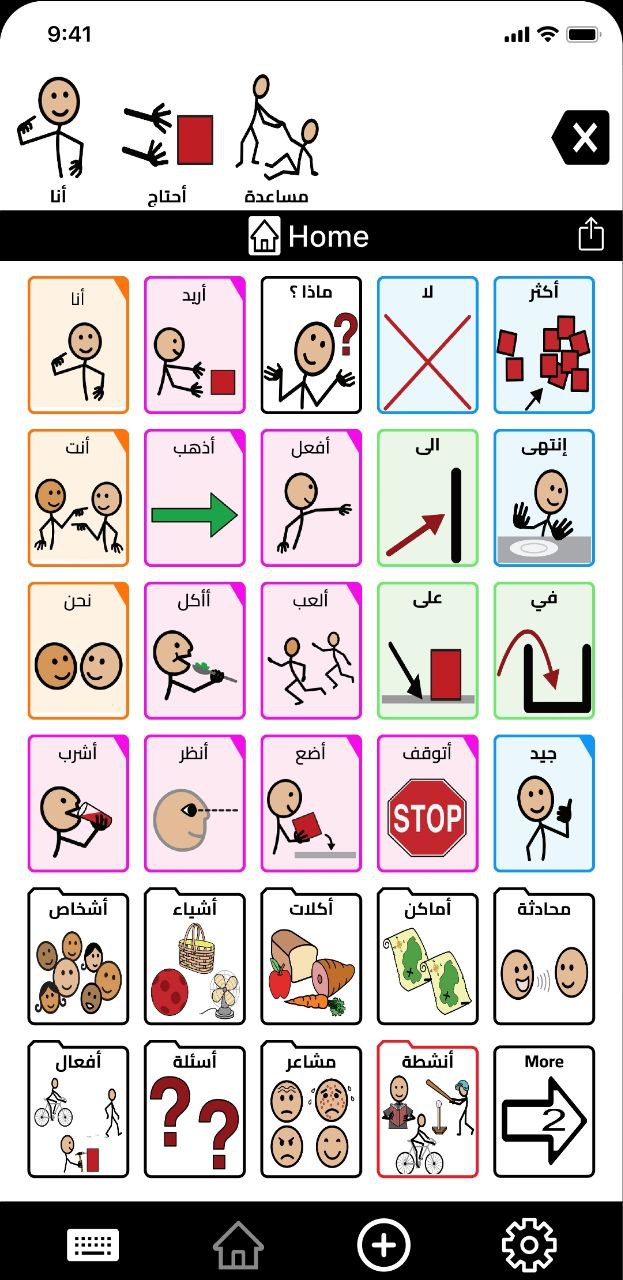 9:41
أنا
أحتاج
مساعدة
X
Home
أنا
أريد
ماذا ؟
?
لا
أكثر
أنت
أذهب
أفعل
الى
إنتهى
نحن
أأكل
ألعب
على
في
أشرب
أنظر
أضع
أتوقف
STOP
جيد
أشخاص
أشياء
أكلات
أماكن
محادثة
أفعال
أسئلة
? ?
مشاعر
أنشطة
More
2